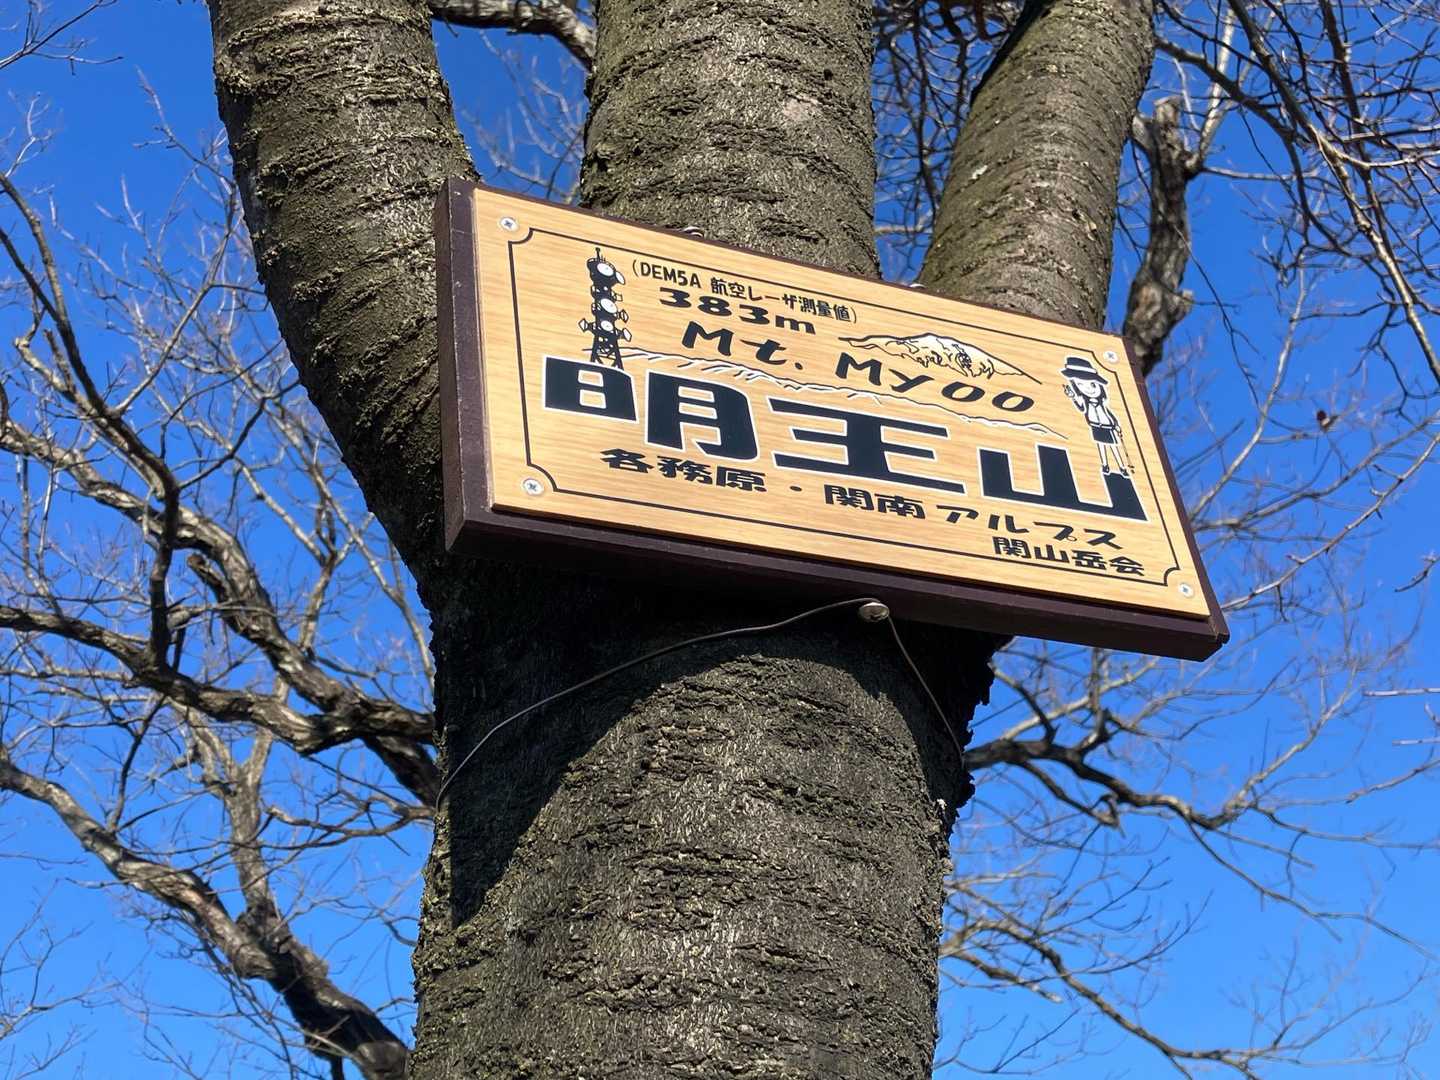 (DEM5A 航空レーザ測量値)
383m
Mt. MYOO
明王山
各務原・関南アルプス
関山岳会